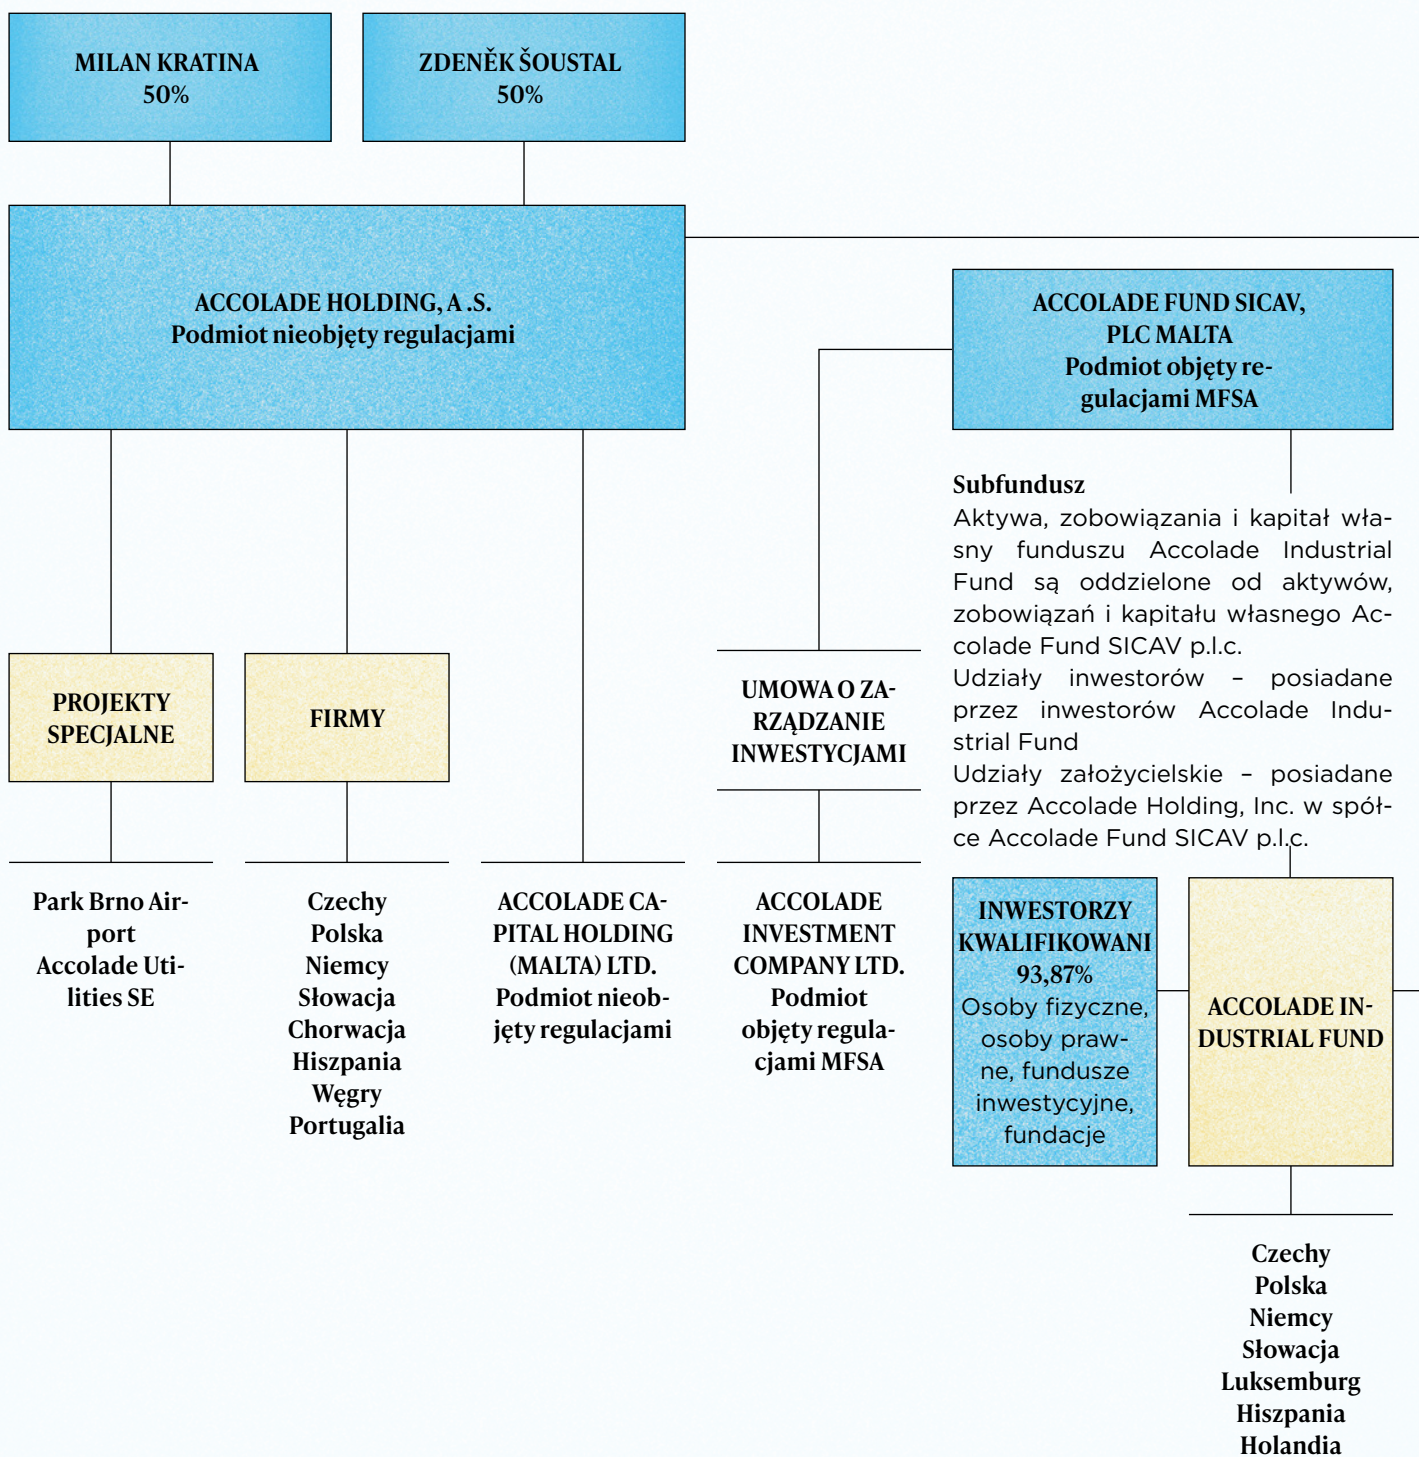 MILAN KRATINA
50%
ZDENĚK ŠOUSTAL
50%
ACCOLADE HOLDING, A .S.
Podmiot nieobjęty regulacjami
ACCOLADE FUND SICAV,
PLC MALTA
Podmiot objęty re-
gulacjami MFSA
Subfundusz
Aktywa, zobowiązania i kapitał wła-
sny funduszu Accolade Industrial
Fund są oddzielone od aktywów,
zobowiązań i kapitału własnego Ac-
colade Fund SICAV p.l.c.
Udziały inwestorów – posiadane
przez inwestorów Accolade Indu-
strial Fund
Udziały założycielskie – posiadane
przez Accolade Holding, Inc. w spół-
ce Accolade Fund SICAV p.l.c.
PROJEKTY
SPECJALNE
FIRMY
UMOWA O ZA-
RZĄDZANIE
INWESTYCJAMI
Park Brno Air-
port
Accolade Uti-
lities SE
Czechy
Polska
Niemcy
Słowacja
Chorwacja
Hiszpania
Węgry
Portugalia
ACCOLADE CA-
PITAL HOLDING
(MALTA) LTD.
Podmiot nieob-
jęty regulacjami
ACCOLADE
INVESTMENT
COMPANY LTD.
Podmiot
objęty regula-
cjami MFSA
INWESTORZY
KWALIFIKOWANI
93,87%
Osoby fizyczne,
osoby praw-
ne, fundusze
inwestycyjne,
fundacje
ACCOLADE IN-
DUSTRIAL FUND
Czechy
Polska
Niemcy
Słowacja
Luksemburg
Hiszpania
Holandia